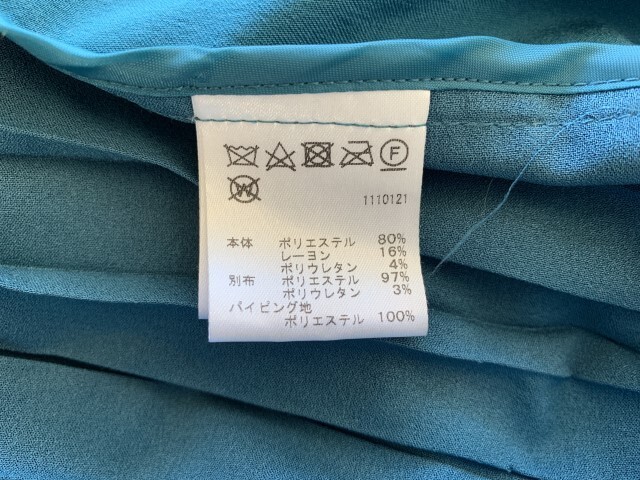 F
W
1110121
本体 ポリエステル 80%
レーヨン 16%
ポリウレタン 4%
別布 ポリエステル 97%
ポリウレタン 3%
パイピング地
ポリエステル 100%